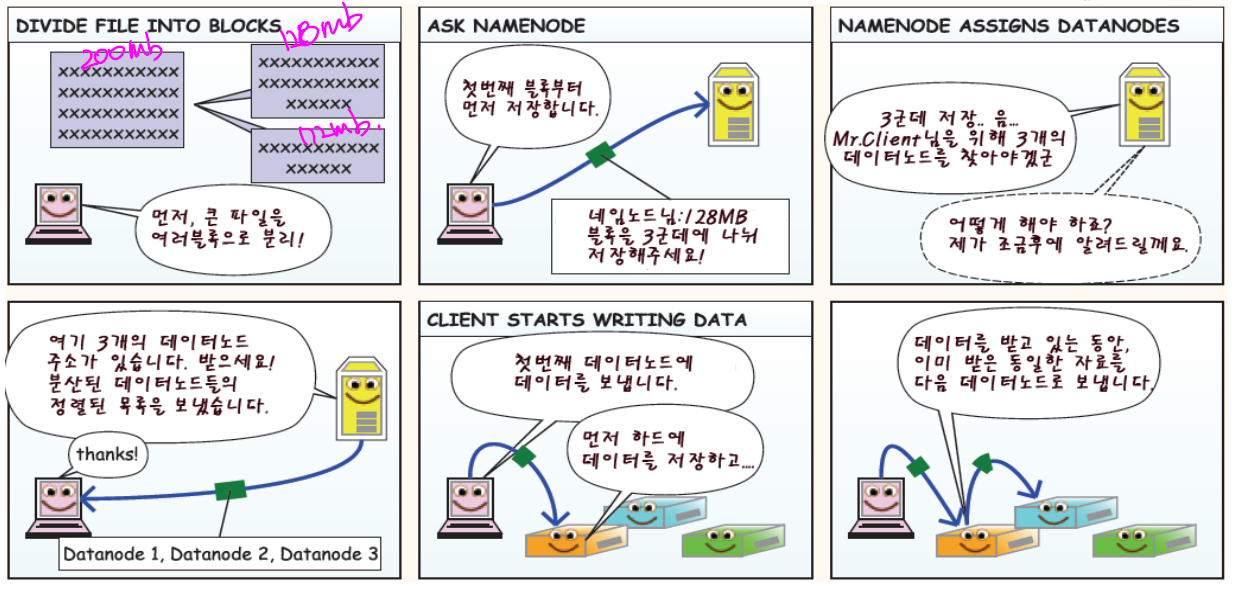 DIVIDE FILE INTO BLOCKS
200mb
128mb
xxxxxxxxxxx
xxxxxxxxxxx
xxxxxxxxxxx
xxxxxxxxxxx
xxxxxxxxxxx
xxxxxxxxxxx
xxxxxx
72mb.
xxxxxxxxxxx
xxxxxx
먼저, 큰 파일을
여러블록으로 분리!
ASK NAMENODE
첫번째 블록부터
먼저 저장합니다.
네임노드님:128MB
블록을 3군데에 나눠
저장해주세요!
NAMENODE ASSIGNS DATANODES
3군데 저장.. 음...
Mr.Client님을 위해 3개의
데이터노드를 찾아야겠군
어떻게 해야 하죠?
제가 조금후에 알려드릴께요.
여기 3개의 데이터노드
주소가 있습니다. 받으세요!
분산된 데이터노드들의
정렬된 목록을 보냈습니다.
thanks!
Datanode 1, Datanode 2, Datanode 3
CLIENT STARTS WRITING DATA
첫번째 데이터노드에
데이터를 보냅니다.
먼저 하드에
데이터를 저장하고....
데이터를 받고 있는 동안,
이미 받은 동일한 자료를
다음 데이터노드로 보냅니다.